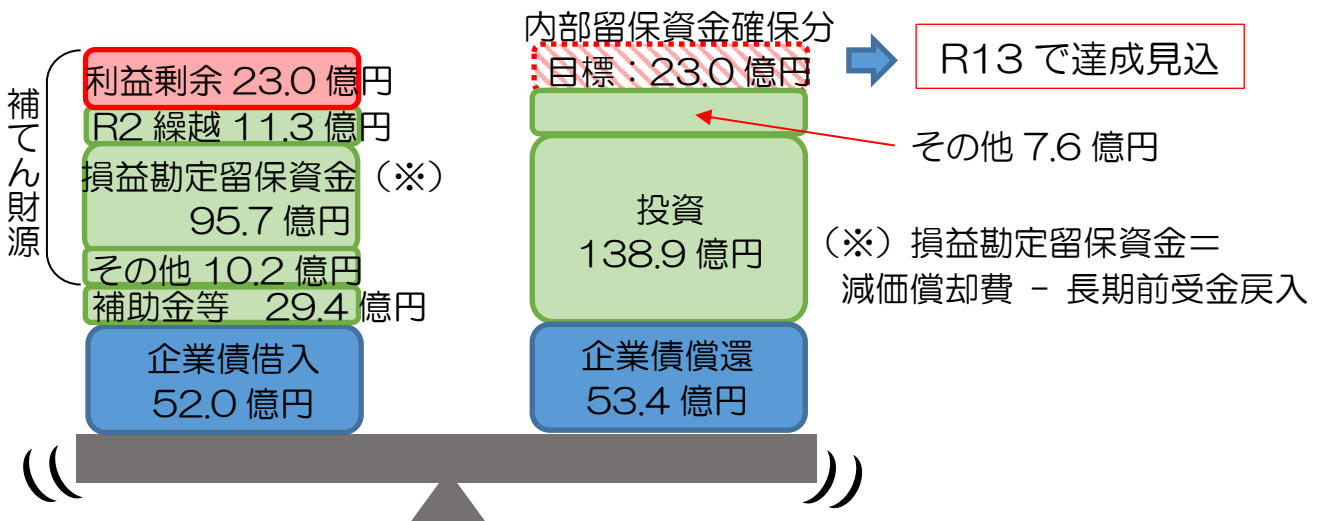 補てん財源
利益剰余 23.0 億円
R2 繰越 11.3 億円
損益勘定留保資金（※）
95.7 億円
その他 10.2 億円
補助金等　29.4 億円
企業債借入
52.0 億円
内部留保資金確保分
目標：23.0 億円
R13 で達成見込
その他 7.6 億円
投資
138.9 億円
（※）損益勘定留保資金＝
減価償却費 － 長期前受金戻入
企業債償還
53.4 億円